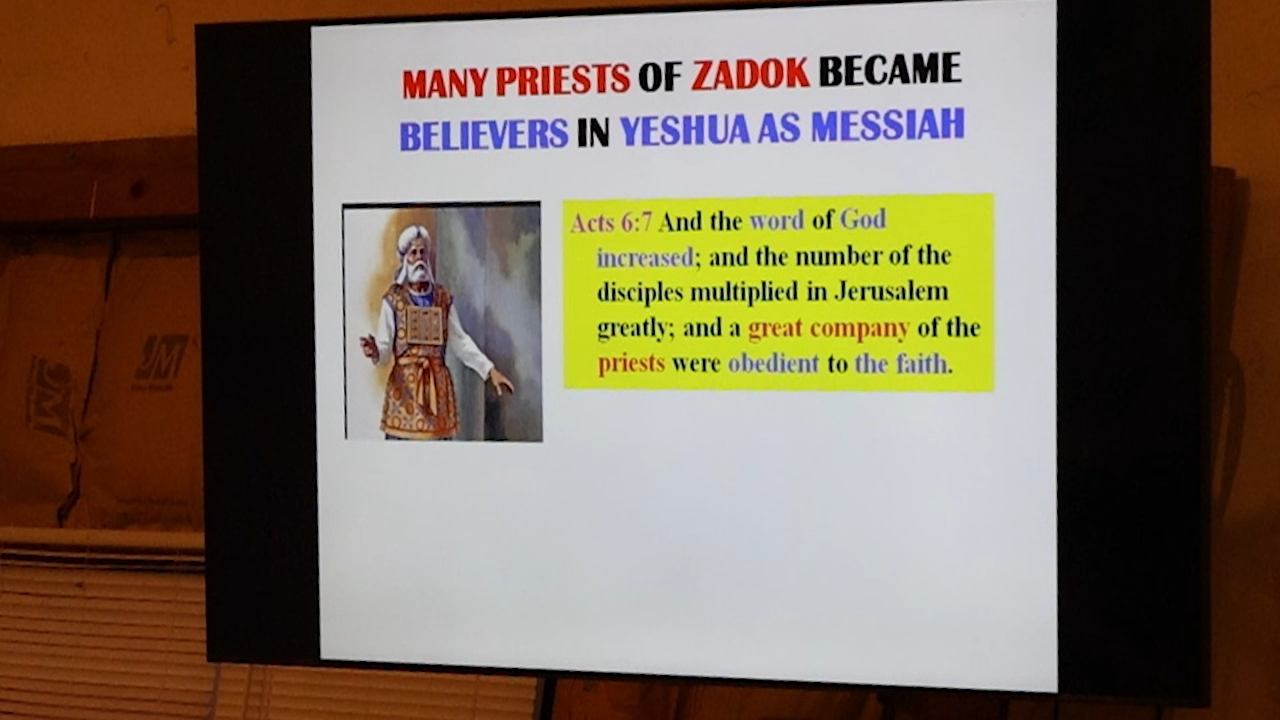 MANY PRIESTS OF ZADOK BECAME
BELIEVERS IN YESHUA AS MESSIAH
Acts 6:7 And the word of God
increased; and the number of the
disciples multiplied in Jerusalem
greatly; and a great company of the
priests were obedient to the faith.
JM
JM